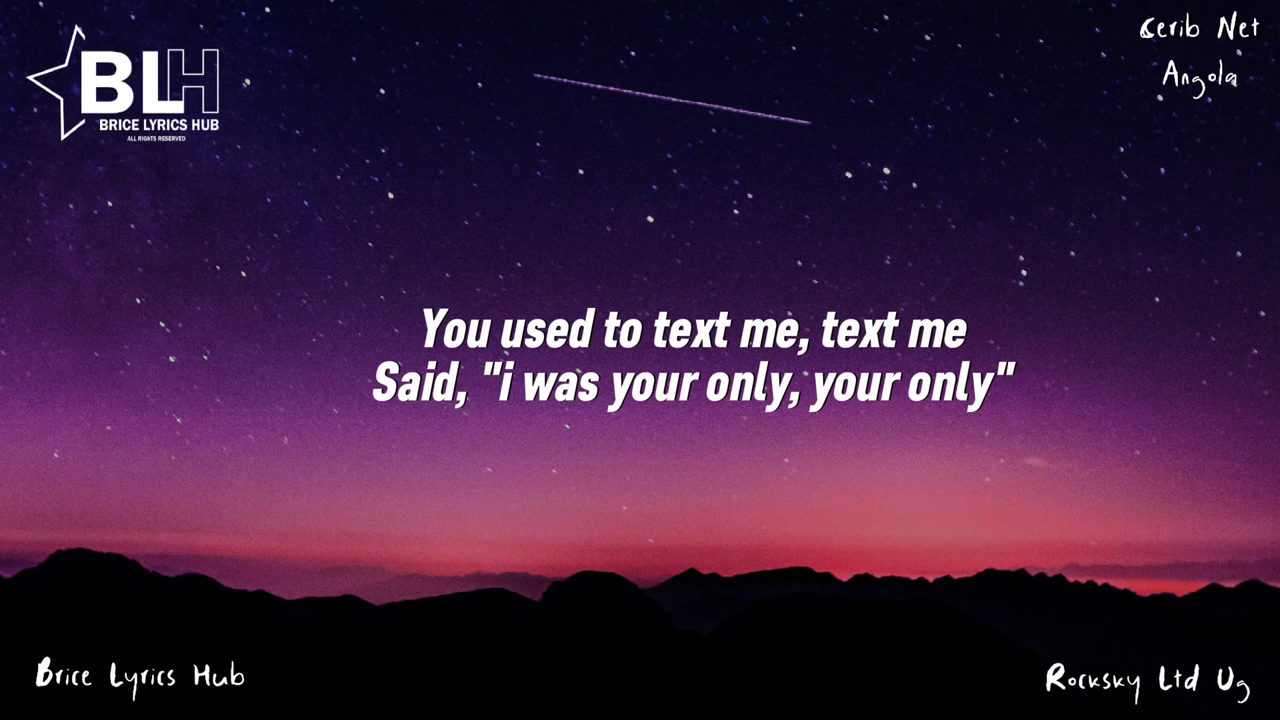 BLH
BRICE LYRICS HUB
ALL RIGHTS RESERVED
Cerib Net
Angola
You used to text me, text me
Said, "i was your only, your only"
Brice Lyrics Hub
Rocksky Ltd Ug